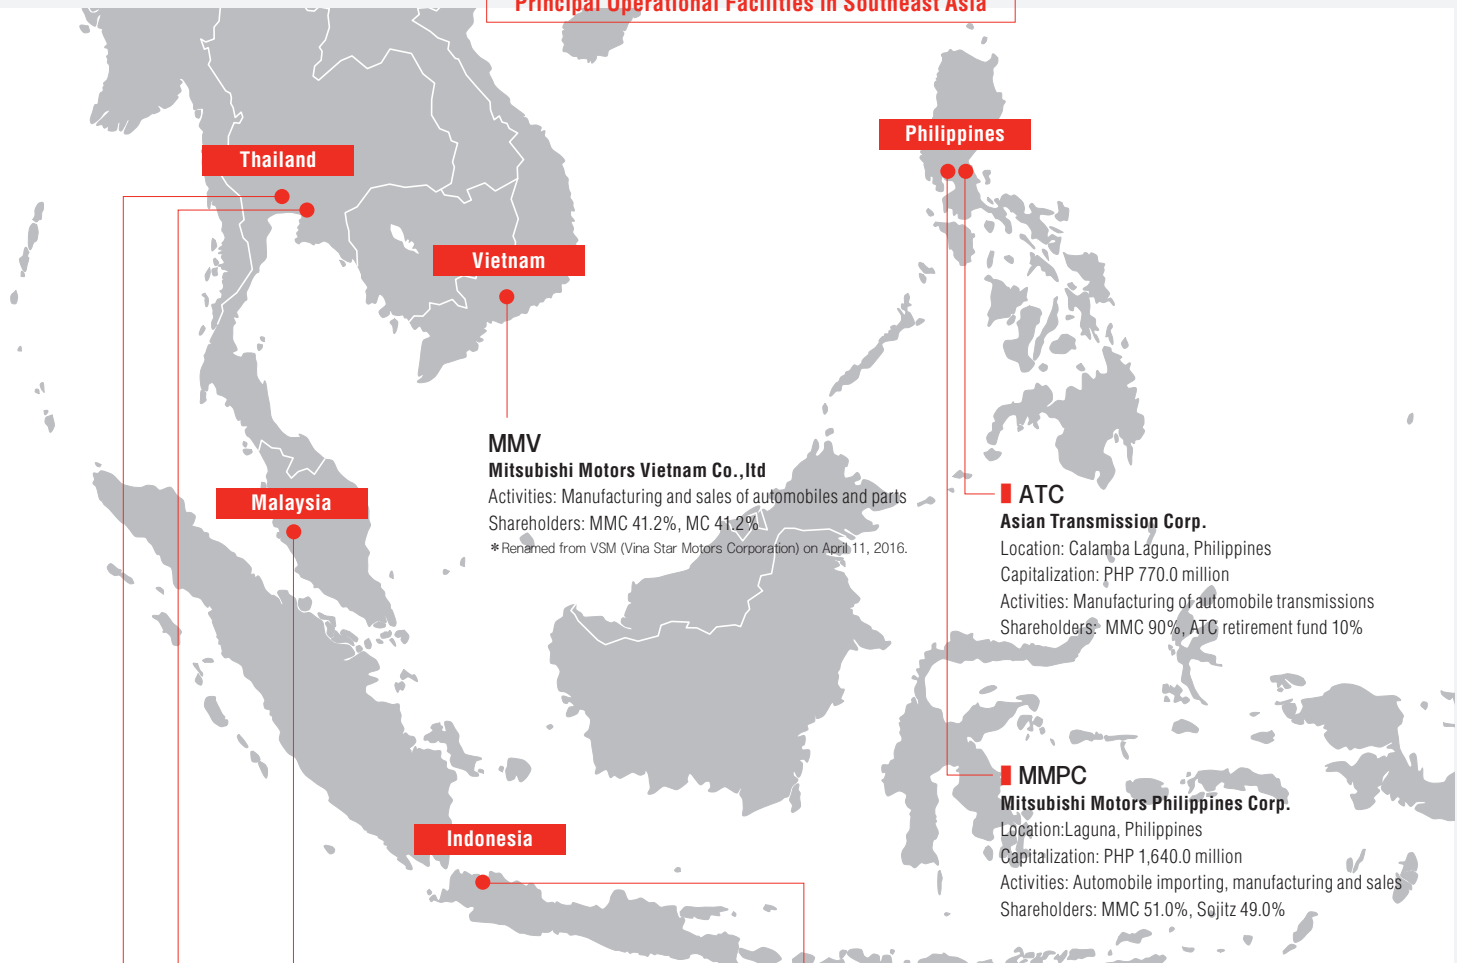 Principal Operational Facilities in Southeast Asia
Philippines
Thailand
Vietnam
MMV
Mitsubishi Motors Vietnam Co.,ltd
Activities: Manufacturing and sales of automobiles and parts
Shareholders: MMC 41.2%, MC 41.2%
*Renamed from VSM (Vina Star Motors Corporation) on April 11, 2016.
Malaysia
ATC
Asian Transmission Corp.
Location: Calamba Laguna, Philippines
Capitalization: PHP 770.0 million
Activities: Manufacturing of automobile transmissions
Shareholders: MMC 90%, ATC retirement fund 10%
MMPC
Mitsubishi Motors Philippines Corp.
Location:Laguna, Philippines
Capitalization: PHP 1,640.0 million
Activities: Automobile importing, manufacturing and sales
Shareholders: MMC 51.0%, Sojitz 49.0%
Indonesia